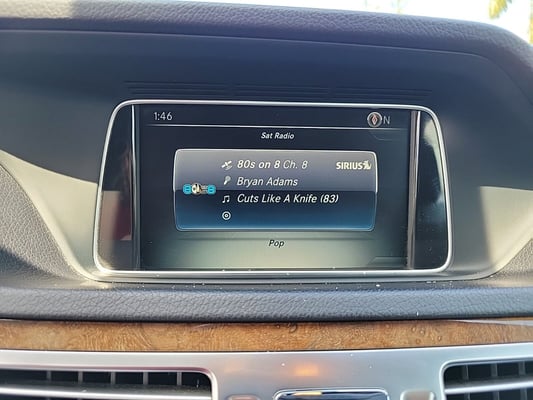 1:46
N
Sat Radio
80s on 8 Ch. 8
SIRIUS
Bryan Adams
Cuts Like A Knife (83)
Pop